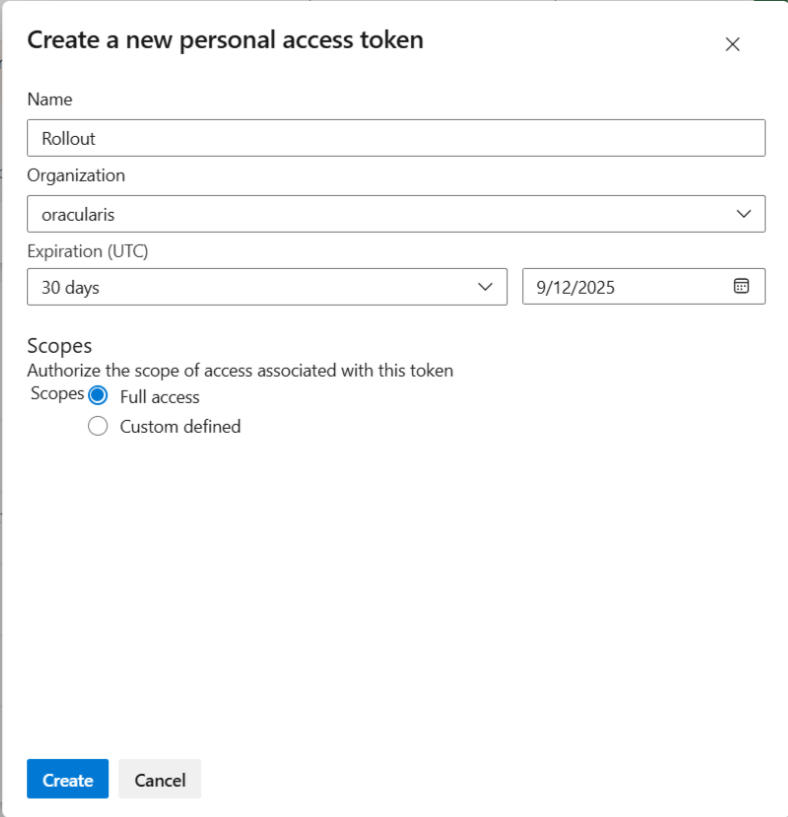 Create a new personal access token
Name
Rollout
Organization
oracularis
Expiration (UTC)
30 days
9/12/2025
Scopes
Authorize the scope of access associated with this token
Scopes
Full access
Custom defined
Create
Cancel